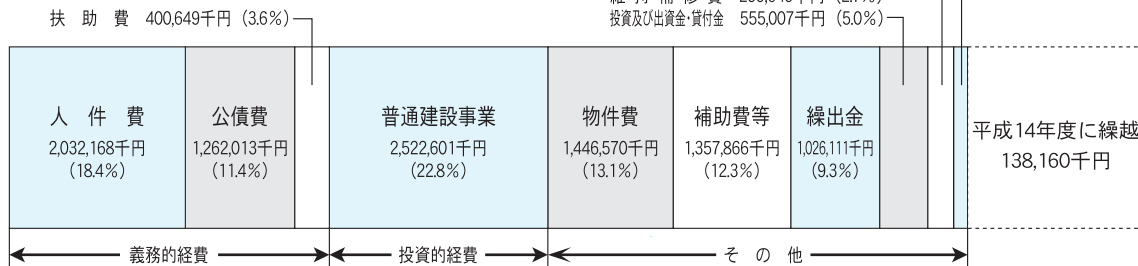 扶助費 400,649千円(3.6%)
投資及び出資金・貸付金 555,007千円(5.0%)
人件費
2,032,168千円
(18.4%)
公債費
1,262,013千円
(11.4%)
普通建設事業
2,522,601千円
(22.8%)
物件費
1,446,570千円
(13.1%)
補助費等
1,357,866千円
(12.3%)
繰出金
1,026,111千円
(9.3%)
平成14年度に繰越
138,160千円
義務的経費
投資的経費
その他